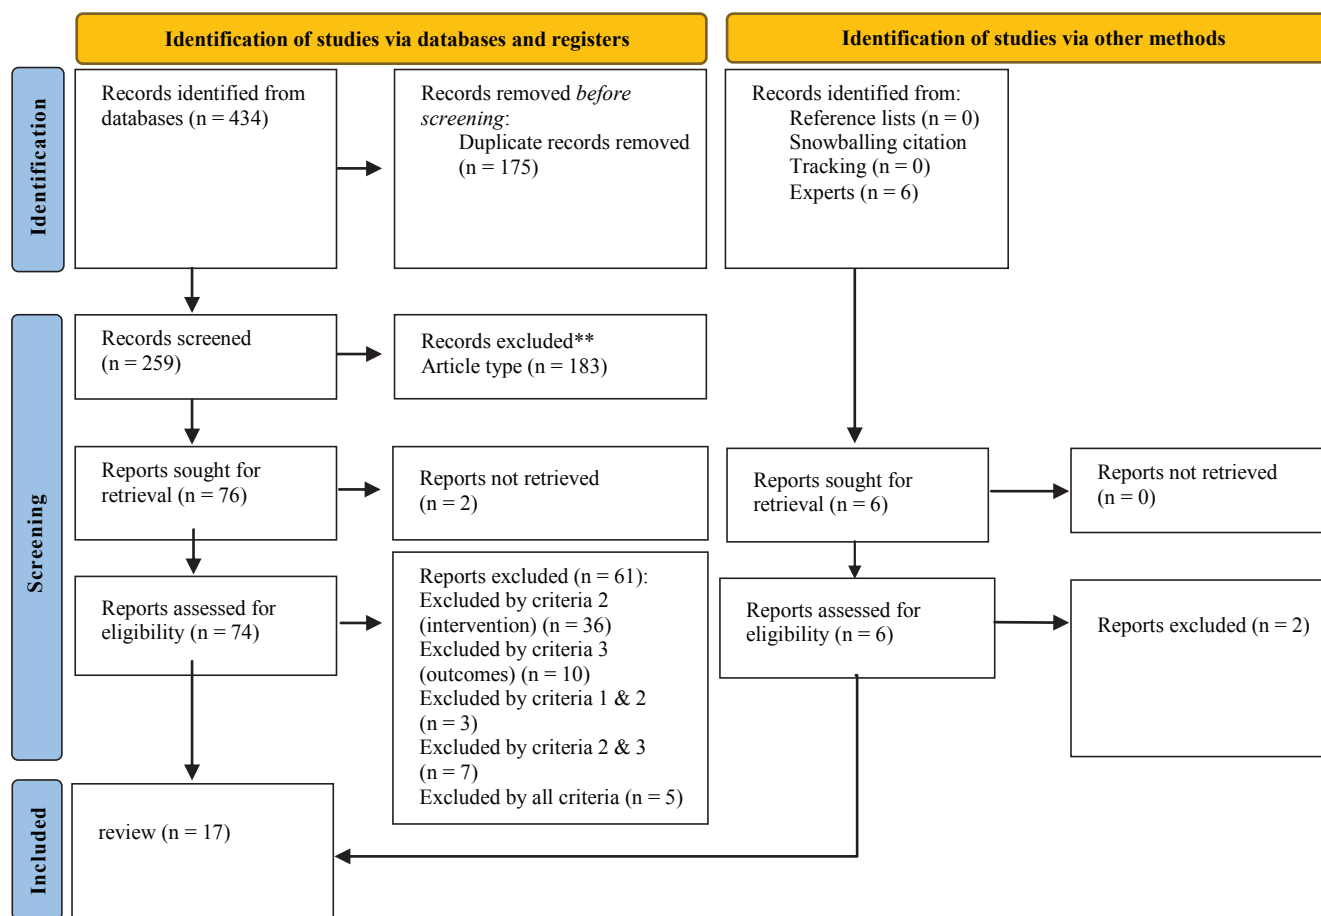 Identification of studies via databases and registers
Identification of studies via other methods
Identification
Records identified from
databases (n = 434)
Records removed before
screening:
Duplicate records removed
(n = 175)
Records identified from:
Reference lists (n = 0)
Snowballing citation
Tracking (n = 0)
Experts (n = 6)
Screening
Records screened
(n = 259)
Records excluded**
Article type (n = 183)
Reports sought for
retrieval (n = 76)
Reports not retrieved
(n = 2)
Reports sought for
retrieval (n = 6)
Reports not retrieved
(n = 0)
Reports assessed for
eligibility (n = 74)
Reports excluded (n = 61):
Excluded by criteria 2
(intervention) (n = 36)
Excluded by criteria 3
(outcomes) (n = 10)
Excluded by criteria 1 & 2
(n = 3)
Excluded by criteria 2 & 3
(n = 7)
Excluded by all criteria (n = 5)
Reports assessed for
eligibility (n = 6)
Reports excluded (n = 2)
Included
review (n = 17)